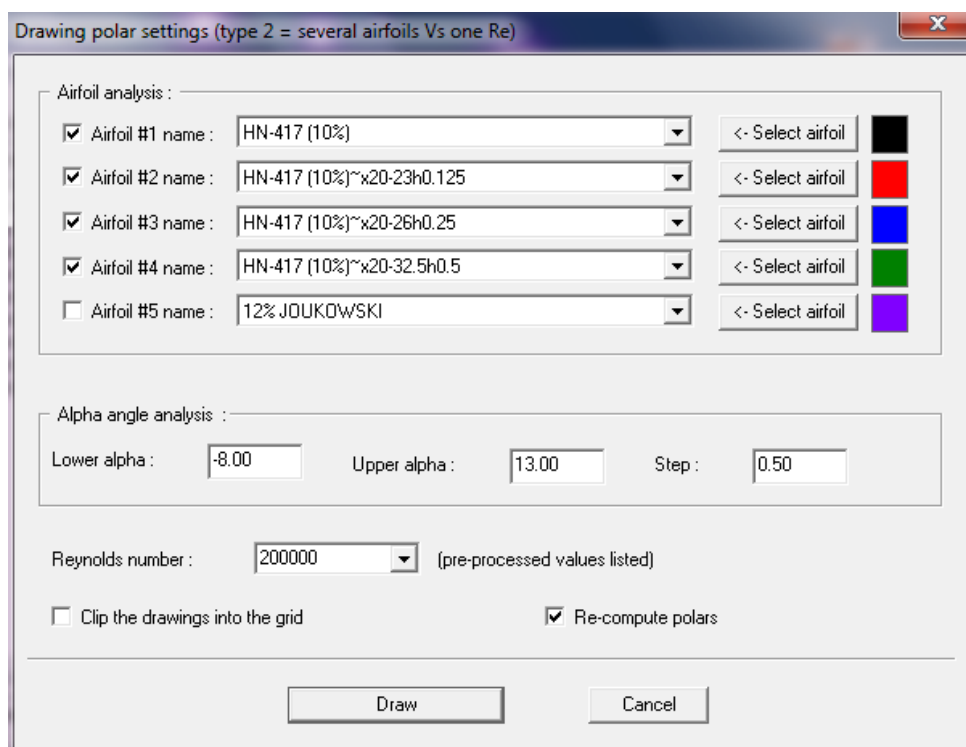 Drawing polar settings (type 2 = several airfoils Vs one Re)
X
Airfoil analysis :
Airfoil #1 name : HN-417 (10%) <- Select airfoil
Airfoil #2 name : HN-417 (10%)~x20-23h0.125 <- Select airfoil
Airfoil #3 name : HN-417 (10%)~x20-26h0.25 <- Select airfoil
Airfoil #4 name : HN-417 (10%)~x20-32.5h0.5 <- Select airfoil
Airfoil #5 name : 12% JOUKOWSKI <- Select airfoil
Alpha angle analysis :
Lower alpha : -8.00 Upper alpha : 13.00 Step : 0.50
Reynolds number : 200000 (pre-processed values listed)
Clip the drawings into the grid Re-compute polars
Draw Cancel